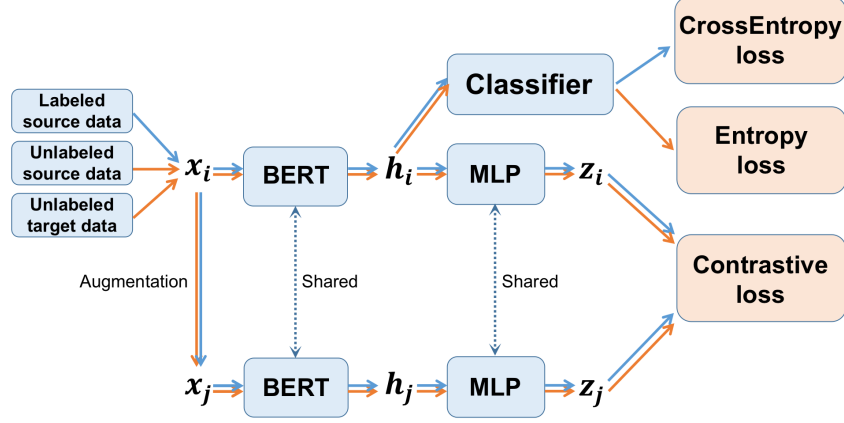 CrossEntropy
loss
Classifier
Labeled
source data
Entropy
loss
Unlabeled
source data
x_i
BERT
h_i
MLP
z_i
Unlabeled
target data
Contrastive
loss
Augmentation
Shared
Shared
x_j
BERT
h_j
MLP
z_j